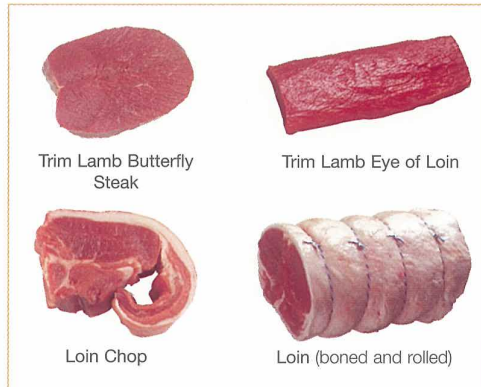 Trim Lamb Butterfly
Steak
Trim Lamb Eye of Loin
Loin Chop
Loin (boned and rolled)